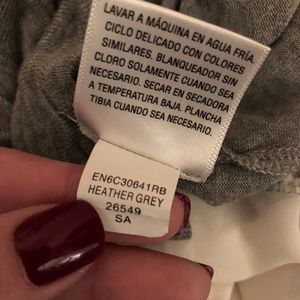 LAVAR A MÁQUINA EN AGUA FRÍA
CICLO DELICADO CON COLORES
SIMILARES. BLANQUEADOR SIN
CLORO SOLAMENTE CUANDO SEA
NECESARIO. SECAR EN SECADORA
A TEMPERATURA BAJA. PLANCHA
TIBIA CUANDO SEA NECESARIO.
EN6C30641RB
HEATHER GREY
26549
SA